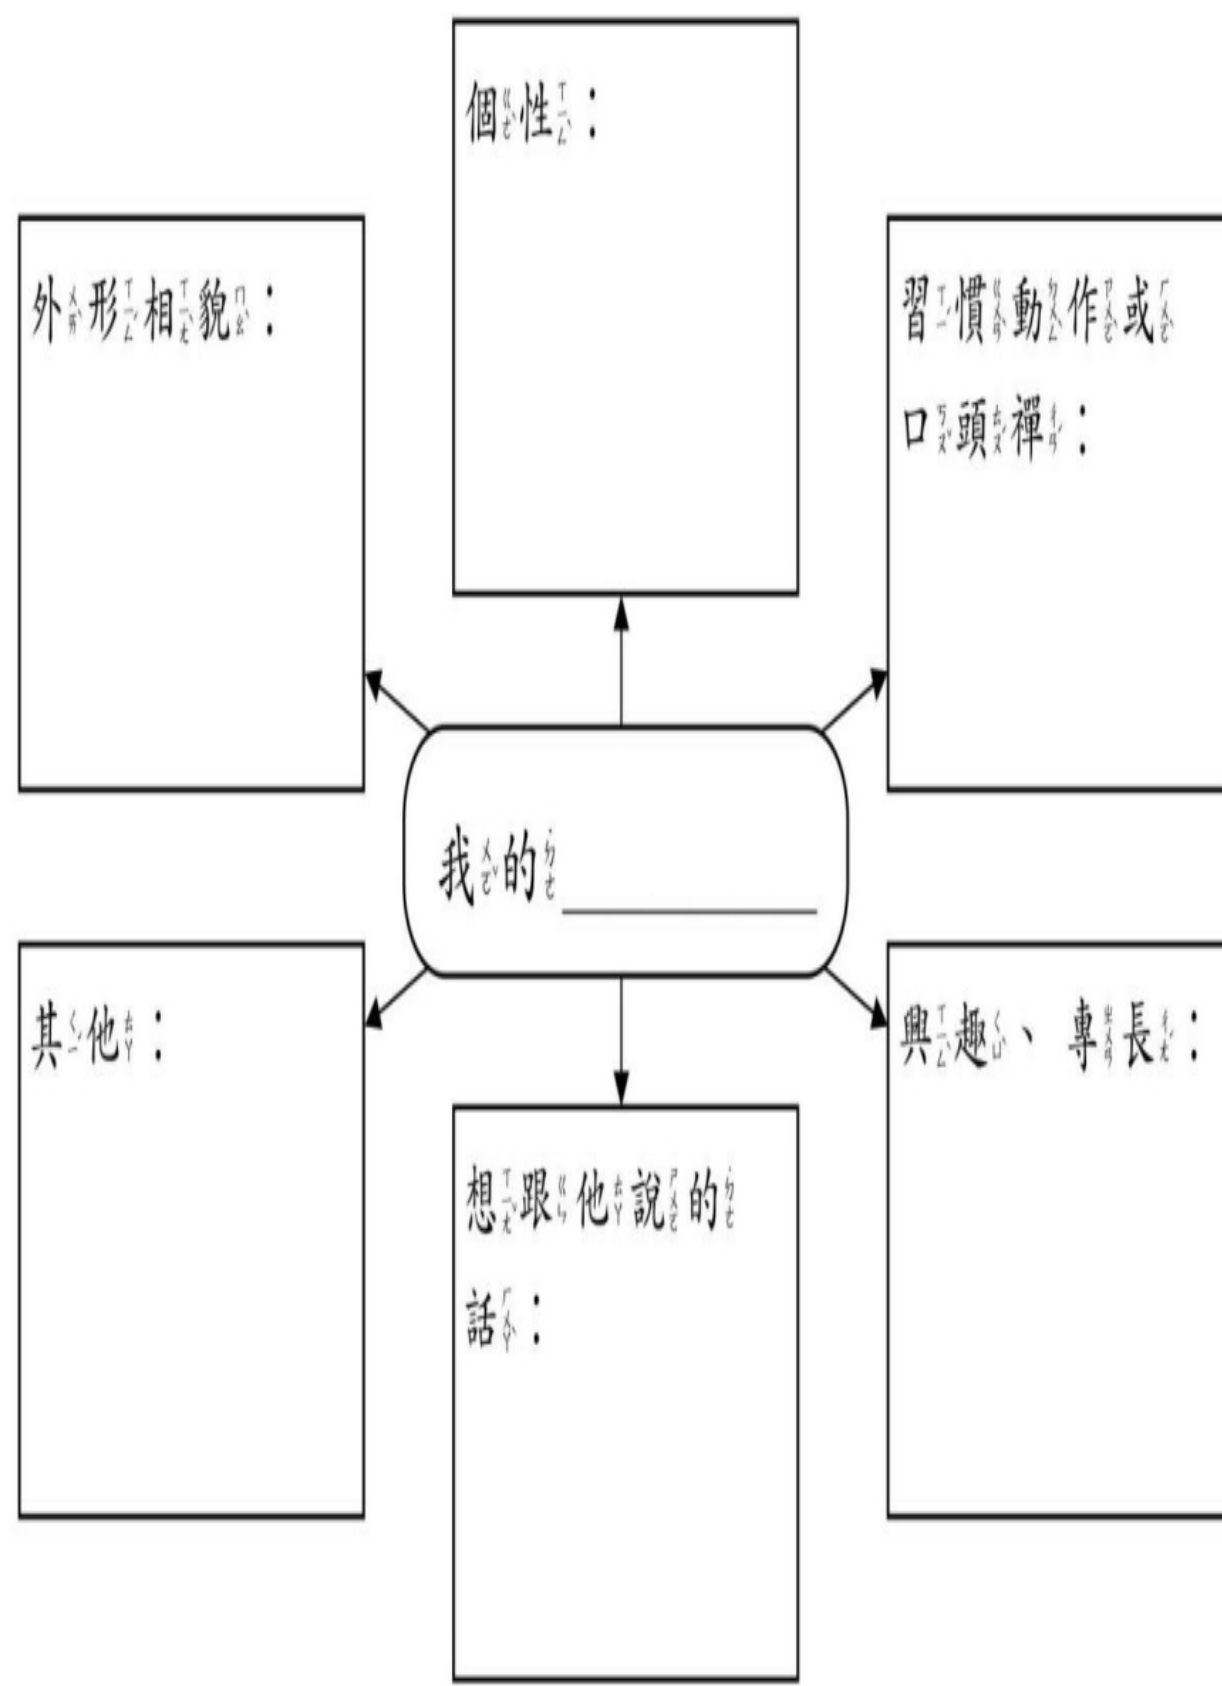 個性：
外形相貌：
習慣動作或
口頭禪：
我的
其他：
興趣、專長：
想跟他說的
話：